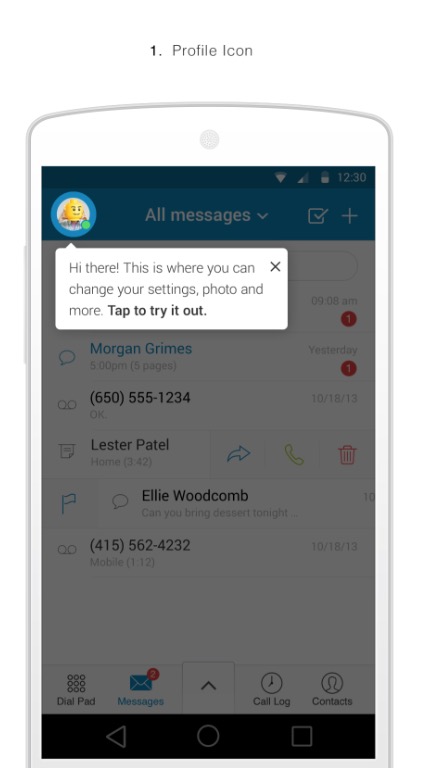 1. Profile Icon
12:30
All messages
Hi there! This is where you can
change your settings, photo and
more. Tap to try it out.
09:08 am
1
Morgan Grimes
Yesterday
5:00pm (5 pages)
1
(650) 555-1234
10/18/13
OK.
Lester Patel
Home (3:42)
Ellie Woodcomb
10
Can you bring dessert tonight ...
(415) 562-4232
10/18/13
Mobile (1:12)
2
Dial Pad
Messages
Call Log
Contacts